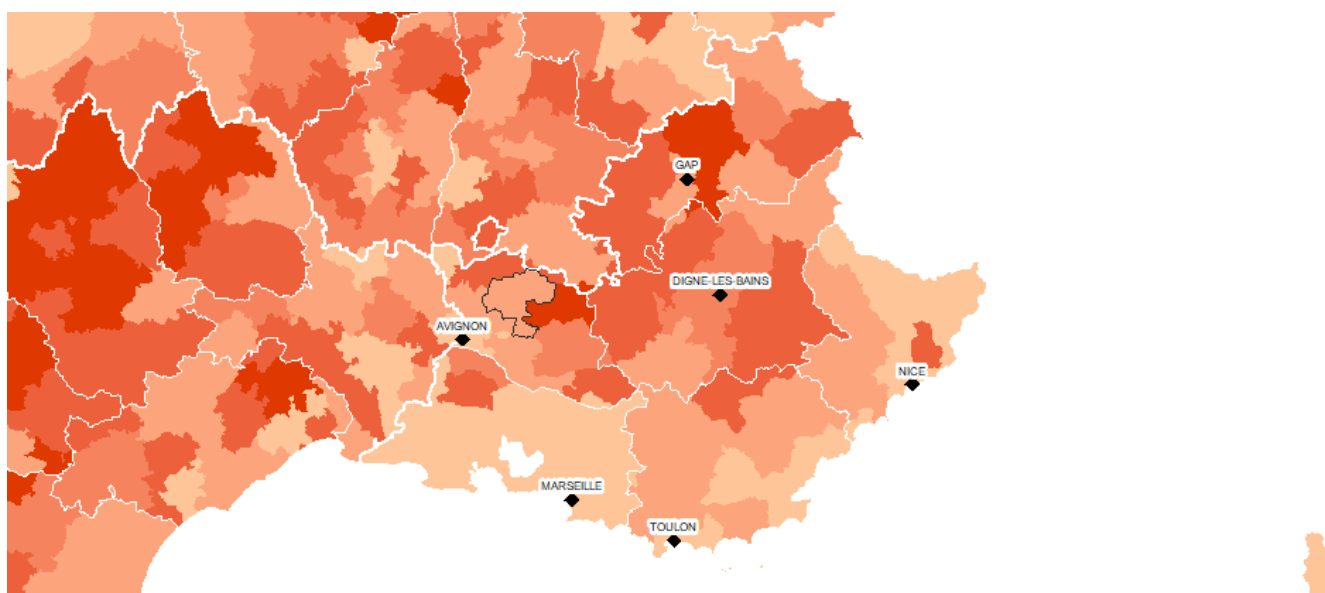 GAP
DIGNE-LES-BAINS
AVIGNON
NICE
MARSEILLE
TOULON